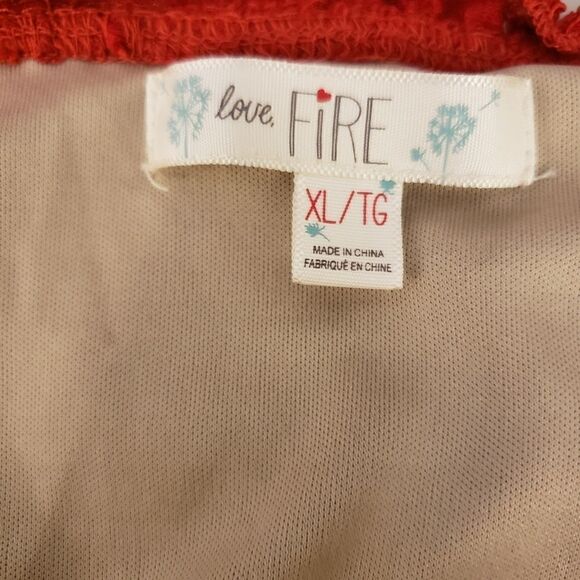 love, FiRE
XL/TG
MADE IN CHINA
FABRIQUÉ EN CHINE